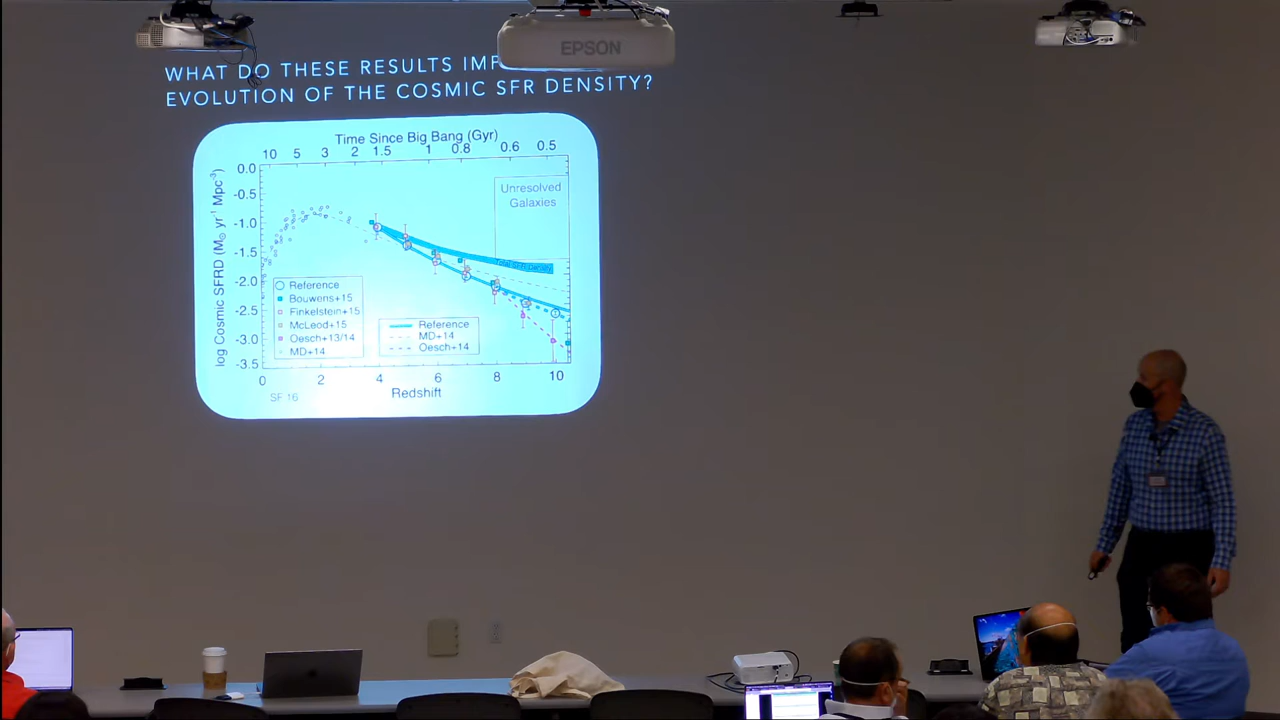 EPSON
WHAT DO THESE RESULTS
EVOLUTION OF THE COSMIC SFR DENSITY?
Time Since Big Bang (Gyr)
10 5 3 2 1.5 1 0.8 0.6 0.5
log Cosmic SFRD (M⊙ yr⁻¹ Mpc⁻³)
0.0
-0.5
-1.0
-1.5
-2.0
-2.5
-3.0
-3.5
Unresolved
Galaxies
Total SFR Density
Reference
Bouwens+15
Finkelstein+15
McLeod+15
Oesch+13/14
MD+14
Reference
MD+14
Oesch+14
0 2 4 6 8 10
Redshift
SF 16